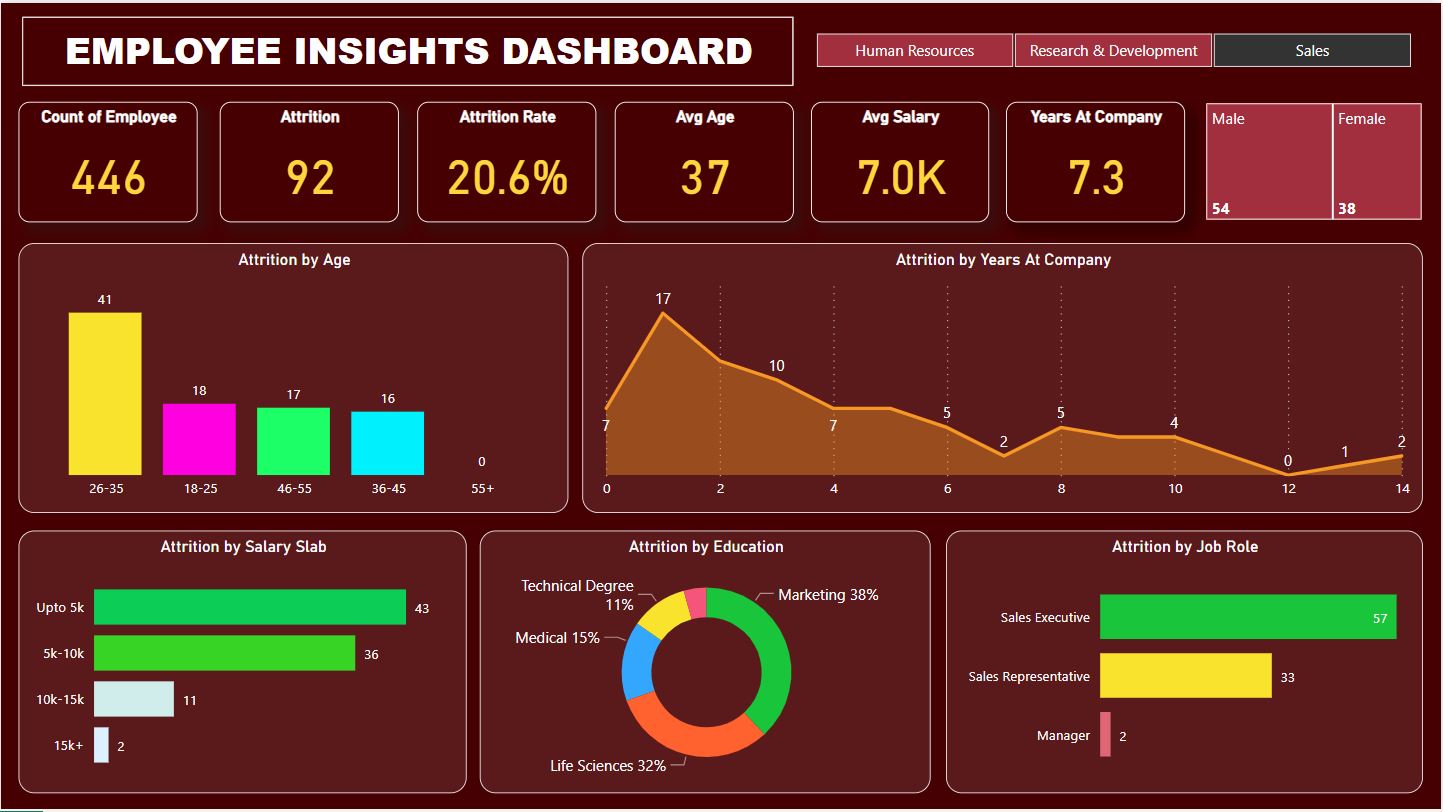 EMPLOYEE INSIGHTS DASHBOARD
Human Resources
Research & Development
Sales
Count of Employee
446
Attrition
92
Attrition Rate
20.6%
Avg Age
37
Avg Salary
7.0K
Years At Company
7.3
Male
54
Female
38
Attrition by Age
41
18
17
16
0
26-35
18-25
46-55
36-45
55+
Attrition by Years At Company
7
17
10
7
5
2
5
4
0
1
2
0
2
4
6
8
10
12
14
Attrition by Salary Slab
Upto 5k
43
5k-10k
36
10k-15k
11
15k+
2
Attrition by Education
Technical Degree
11%
Marketing 38%
Medical 15%
Life Sciences 32%
Attrition by Job Role
Sales Executive
57
Sales Representative
33
Manager
2